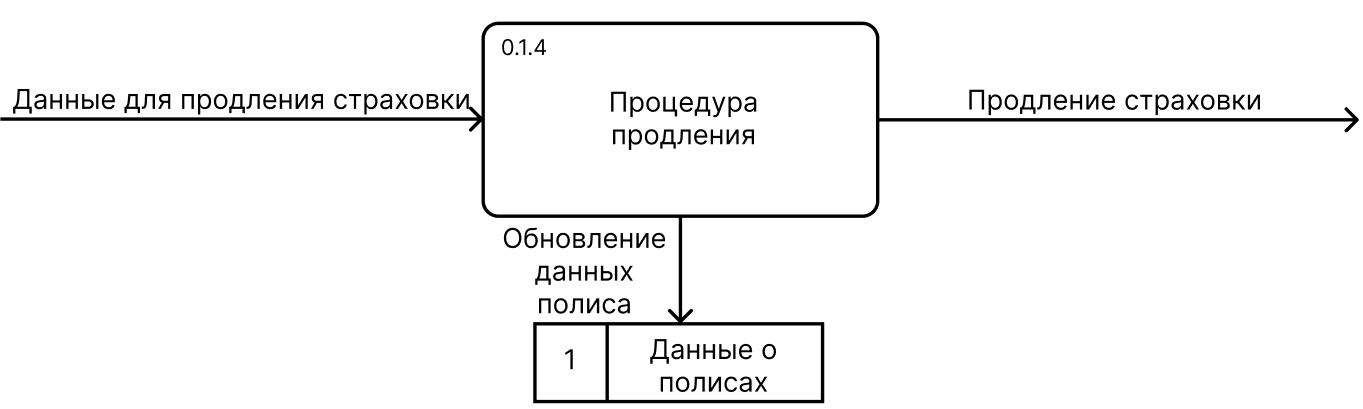 0.1.4
Данные для продления страховки
Процедура
продления
Продление страховки
Обновление
данных
полиса
1
Данные о
полисах